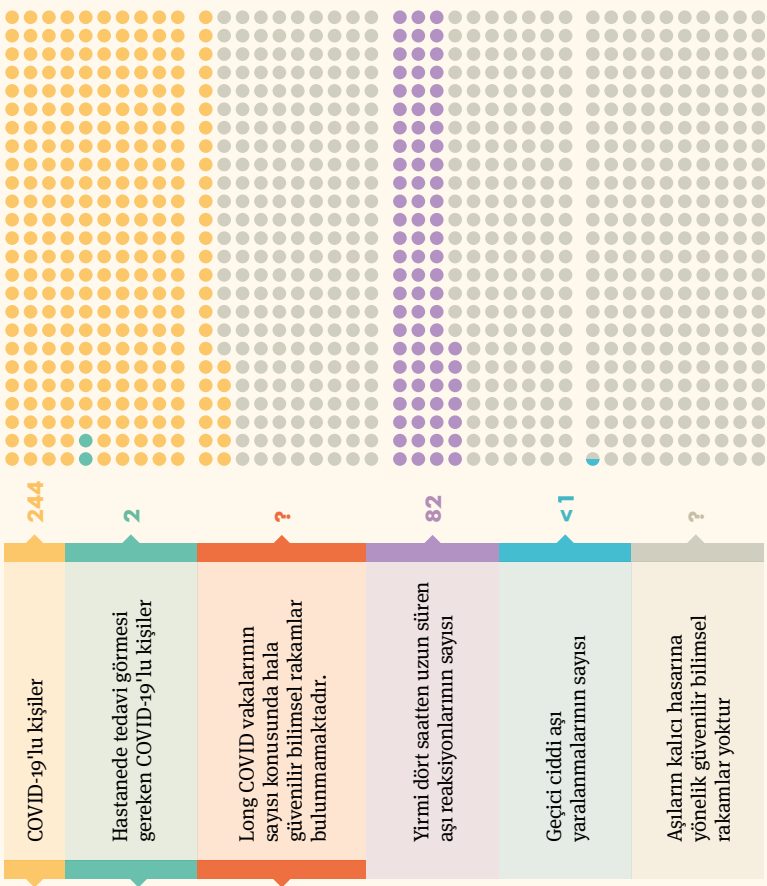 244
COVID-19'lu kişiler
2
Hastanede tedavi görmesi
gereken COVID-19'lu kişiler
?
Long COVID vakalarının
sayısı konusunda hala
güvenilir bilimsel rakamlar
bulunmamaktadır.
82
Yirmi dört saatten uzun süren
aşı reaksiyonlarının sayısı
<1
Geçici ciddi aşı
yaralanmalarının sayısı
?
Aşıların kalıcı hasarına
yönelik güvenilir bilimsel
rakamlar yoktur